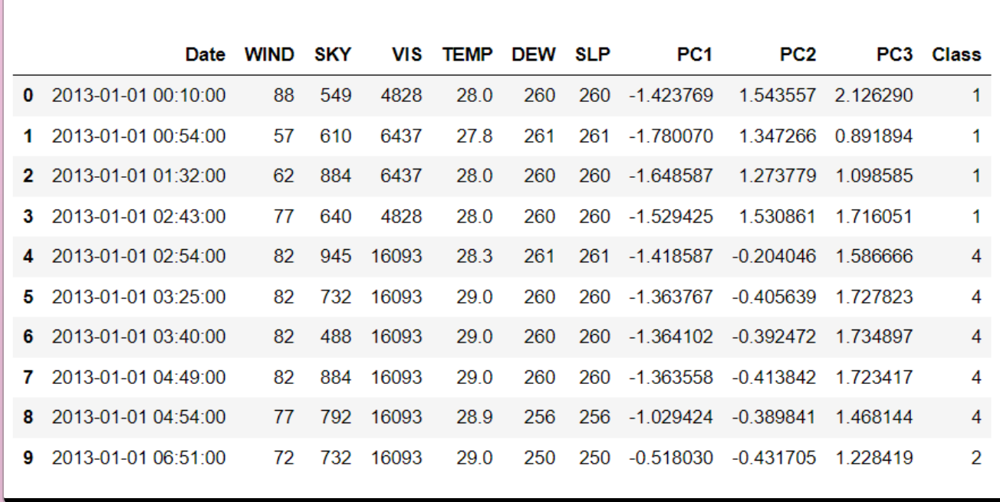 Date WIND SKY VIS TEMP DEW SLP PC1 PC2 PC3 Class
0 2013-01-01 00:10:00 88 549 4828 28.0 260 260 -1.423769 1.543557 2.126290 1
1 2013-01-01 00:54:00 57 610 6437 27.8 261 261 -1.780070 1.347266 0.891894 1
2 2013-01-01 01:32:00 62 884 6437 28.0 260 260 -1.648587 1.273779 1.098585 1
3 2013-01-01 02:43:00 77 640 4828 28.0 260 260 -1.529425 1.530861 1.716051 1
4 2013-01-01 02:54:00 82 945 16093 28.3 261 261 -1.418587 -0.204046 1.586666 4
5 2013-01-01 03:25:00 82 732 16093 29.0 260 260 -1.363767 -0.405639 1.727823 4
6 2013-01-01 03:40:00 82 488 16093 29.0 260 260 -1.364102 -0.392472 1.734897 4
7 2013-01-01 04:49:00 82 884 16093 29.0 260 260 -1.363558 -0.413842 1.723417 4
8 2013-01-01 04:54:00 77 792 16093 28.9 256 256 -1.029424 -0.389841 1.468144 4
9 2013-01-01 06:51:00 72 732 16093 29.0 250 250 -0.518030 -0.431705 1.228419 2